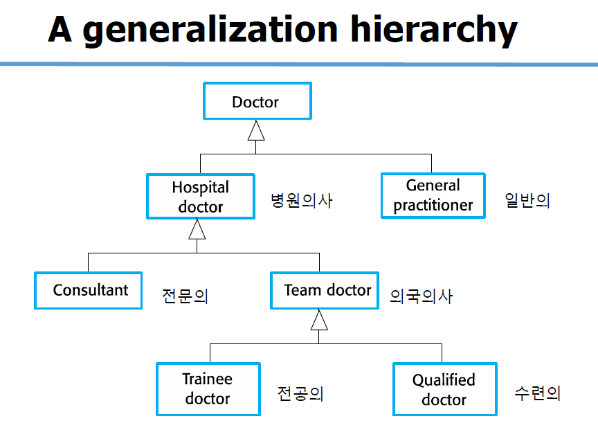 A generalization hierarchy
Doctor
Hospital
doctor
병원의사
General
practitioner
일반의
Consultant
전문의
Team doctor
의국의사
Trainee
doctor
전공의
Qualified
doctor
수련의